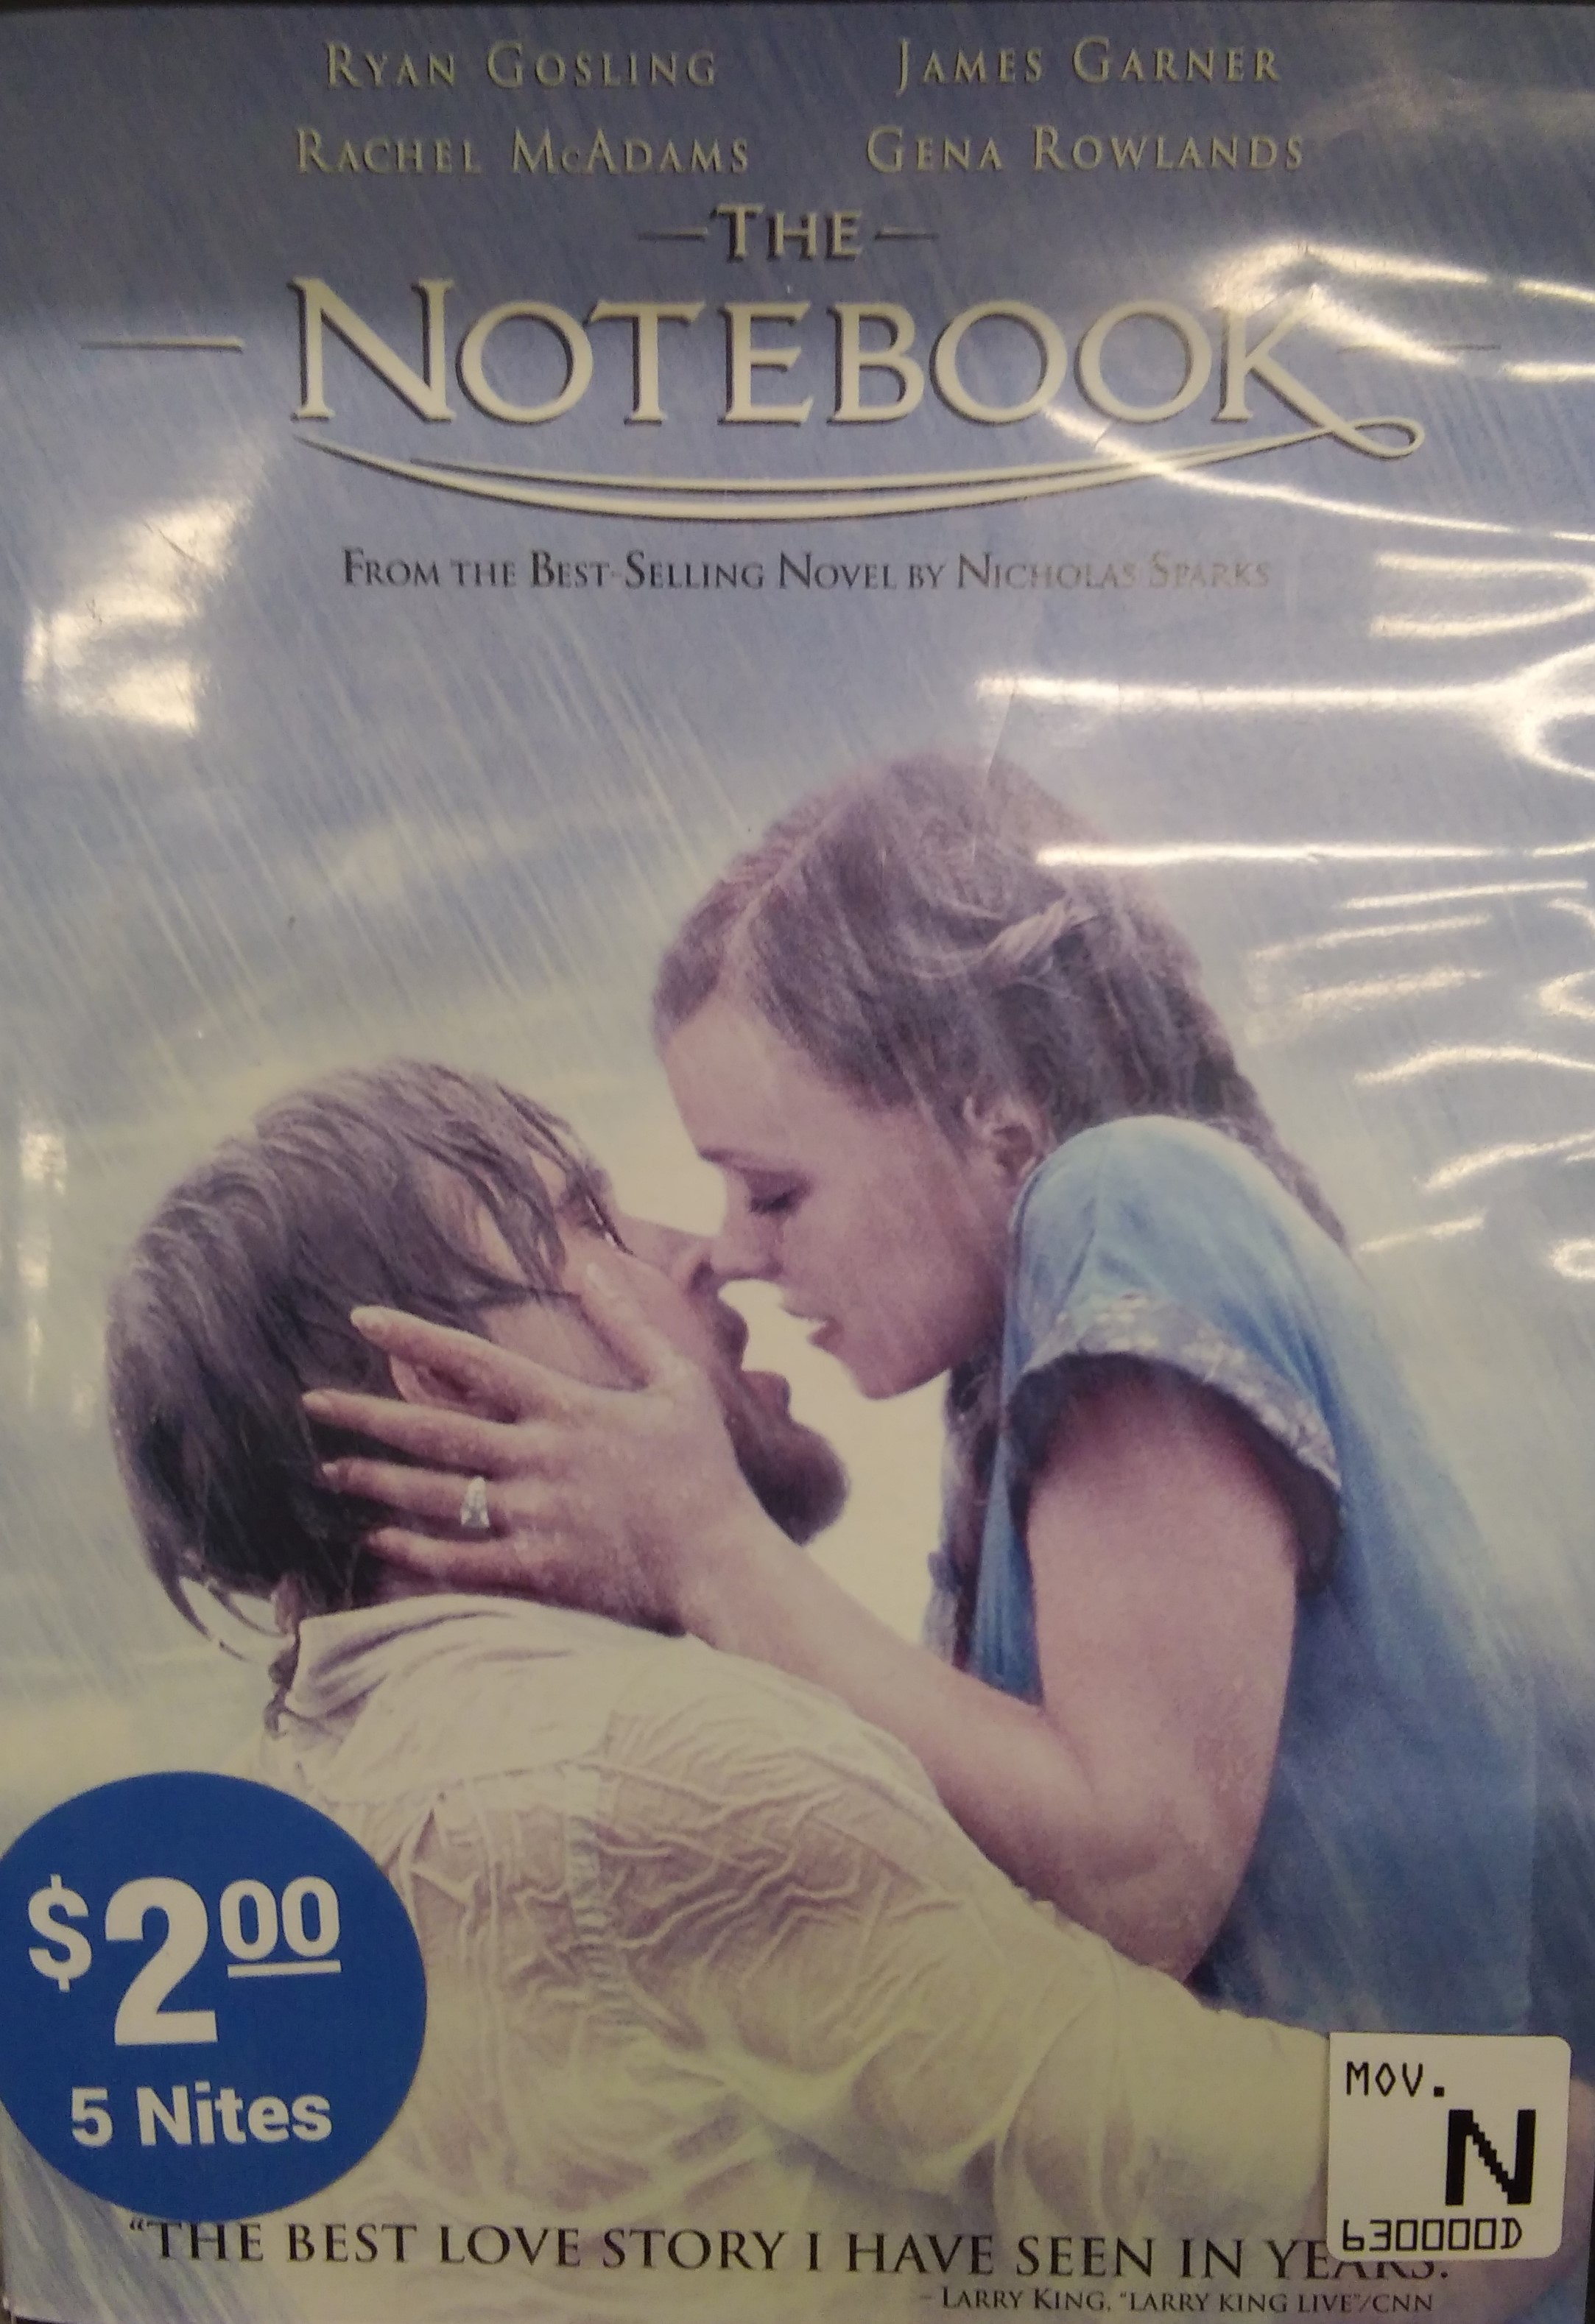 RYAN GOSLING JAMES GARNER
RACHEL McADAMS GENA ROWLANDS
THE
NOTEBOOK
FROM THE BEST-SELLING NOVEL BY NICHOLAS SPARKS
$2 00
5 Nites
MOV.
N
630000D
"THE BEST LOVE STORY I HAVE SEEN IN YEARS.
- LARRY KING, "LARRY KING LIVE"/CNN